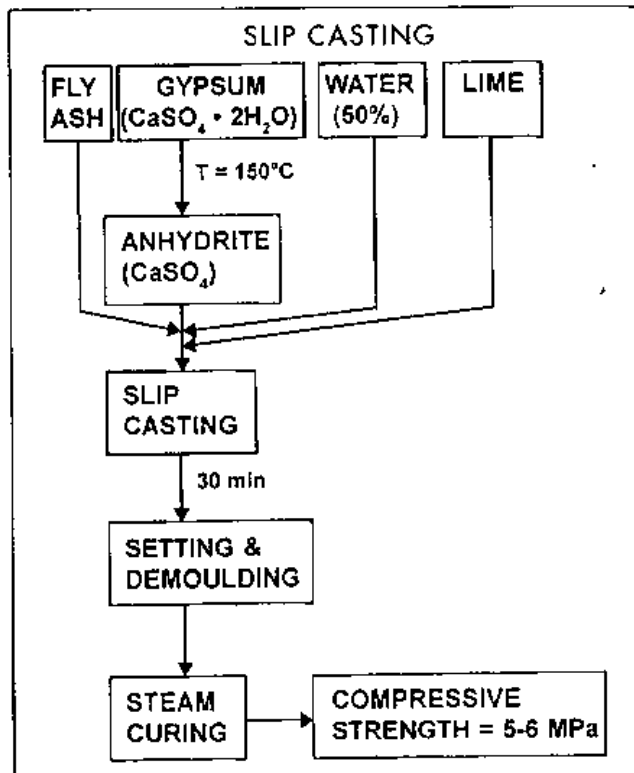 SLIP CASTING
FLY
ASH
GYPSUM
(CaSO₄ • 2H₂O)
WATER
(50%)
LIME
T = 150°C
ANHYDRITE
(CaSO₄)
SLIP
CASTING
30 min
SETTING &
DEMOULDING
STEAM
CURING
COMPRESSIVE
STRENGTH = 5-6 MPa